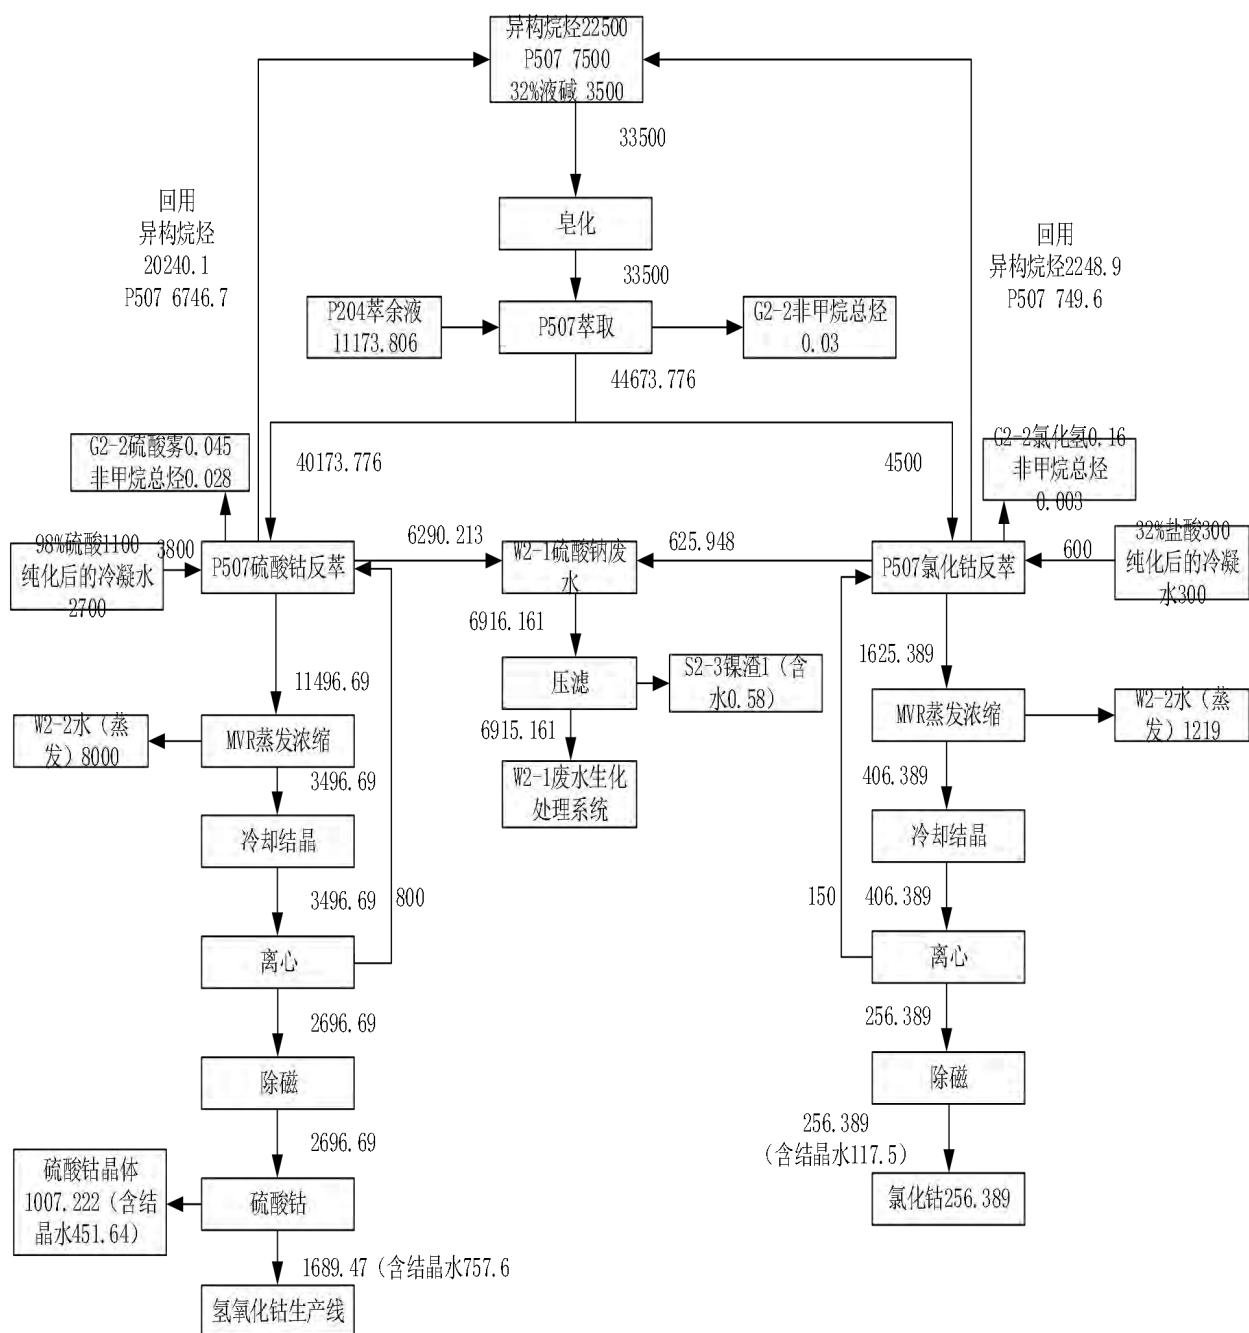 异构烷烃22500
P507 7500
32%液碱 3500
33500
回用
异构烷烃
20240.1
P507 6746.7
皂化
回用
异构烷烃2248.9
P507 749.6
33500
P204萃余液
11173.806
P507萃取
G2-2非甲烷总烃
0.03
44673.776
G2-2硫酸雾0.045
非甲烷总烃0.028
40173.776
4500
G2-2氯化氢0.16
非甲烷总烃
0.003
98%硫酸1100
纯化后的冷凝水
2700
3800
P507硫酸钴反萃
6290.213
W2-1硫酸钠废
水
625.948
P507氯化钴反萃
600
32%盐酸300
纯化后的冷凝
水300
6916.161
11496.69
压滤
S2-3镍渣1（含
水0.58）
1625.389
W2-2水（蒸
发）8000
MVR蒸发浓缩
6915.161
MVR蒸发浓缩
W2-2水（蒸
发）1219
3496.69
W2-1废水生化
处理系统
406.389
冷却结晶
冷却结晶
3496.69
800
150
406.389
离心
离心
2696.69
256.389
除磁
除磁
2696.69
256.389
（含结晶水117.5）
硫酸钴晶体
1007.222（含结
晶水451.64）
硫酸钴
氯化钴256.389
1689.47（含结晶水757.6
氢氧化钴生产线